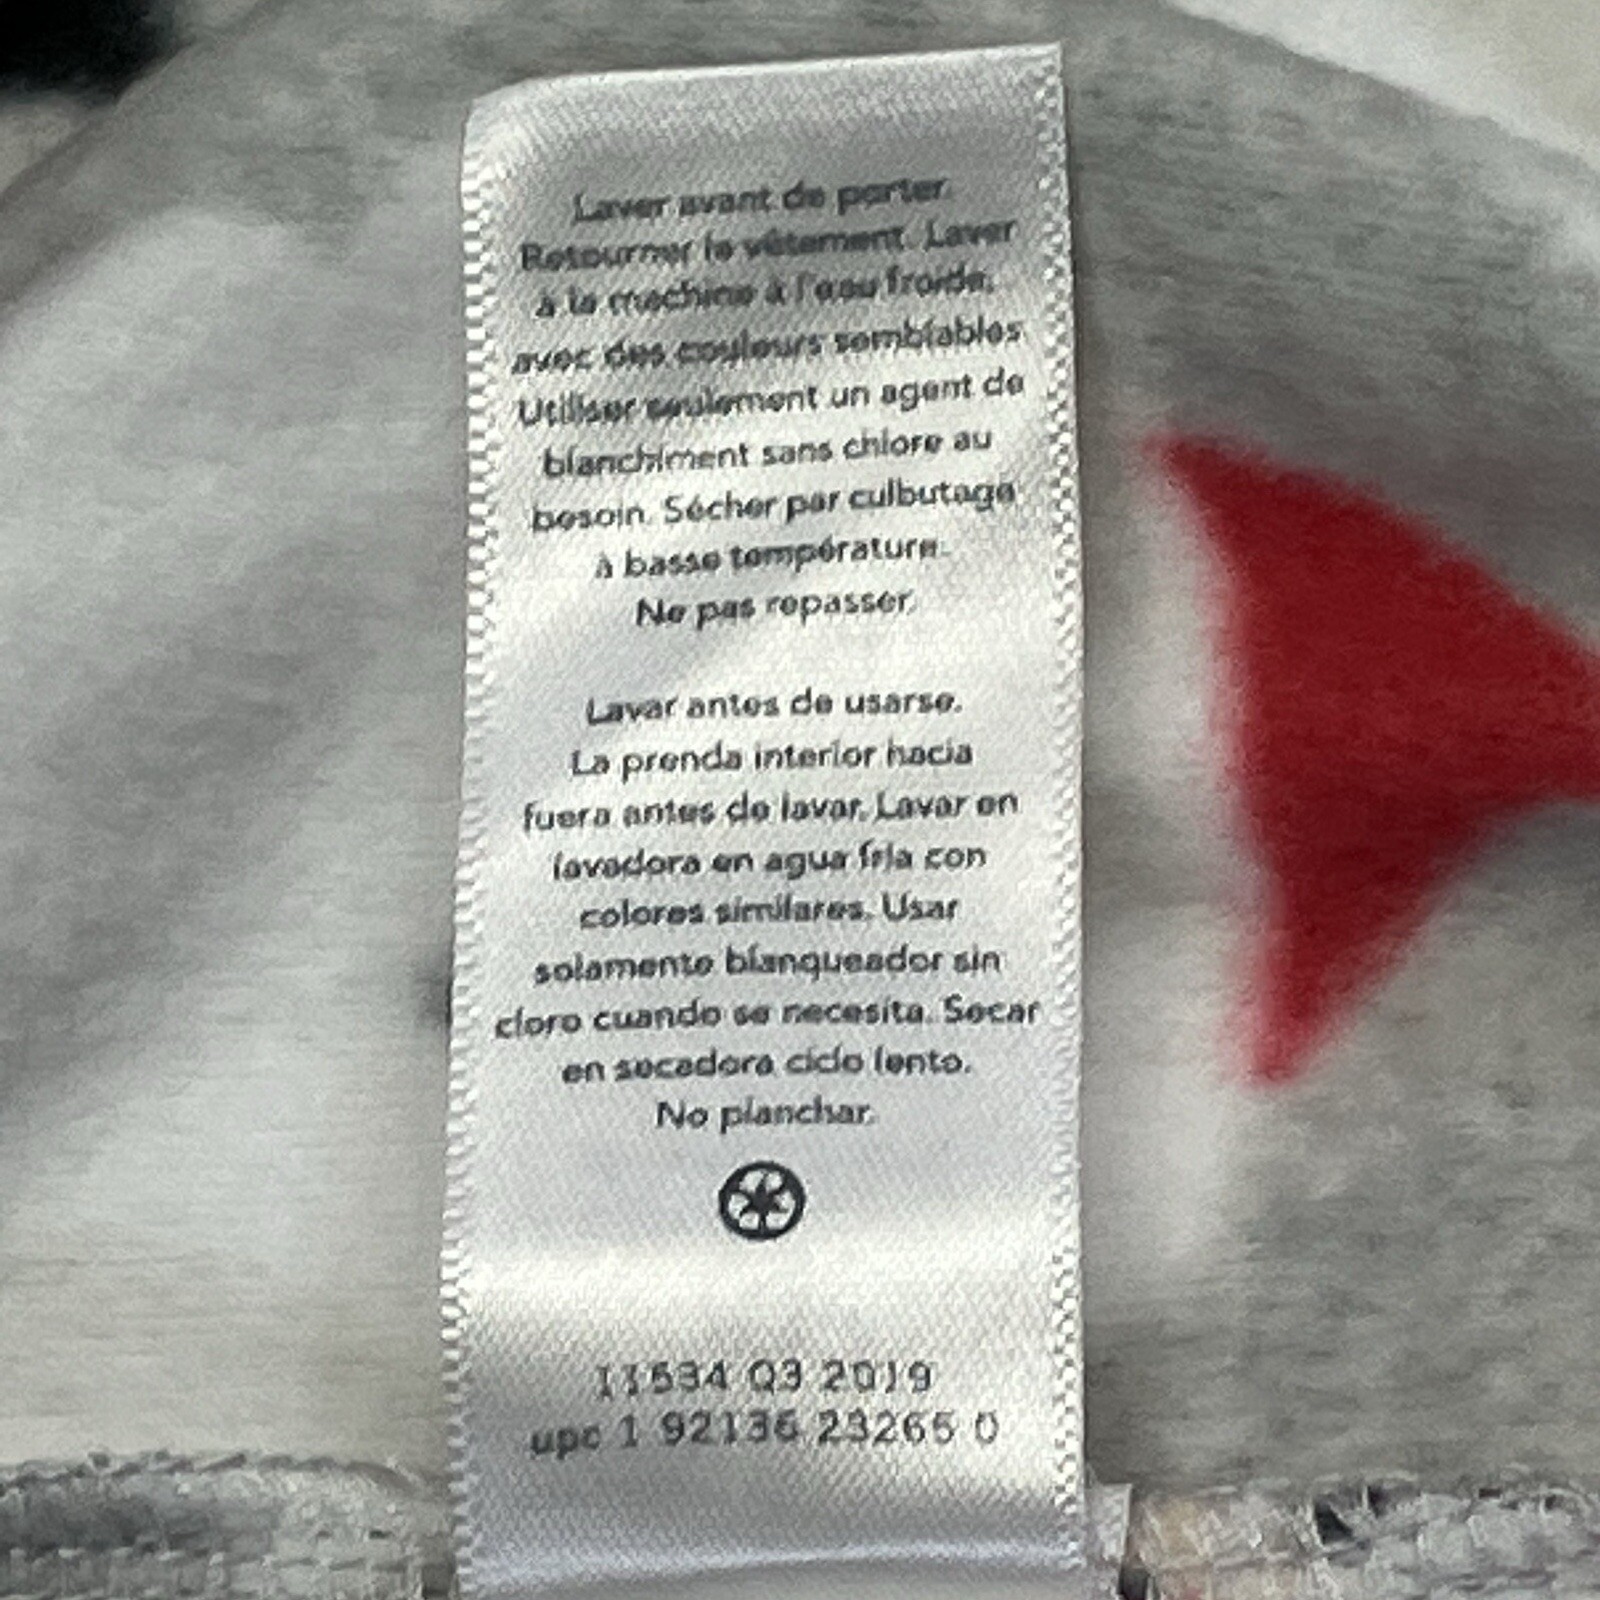 Laver avant de porter.
Retourner le vêtement. Laver
à la machine à l'eau froide,
avec des couleurs semblables
Utiliser seulement un agent de
blanchiment sans chlore au
besoin. Sécher par culbutage
à basse température.
Ne pas repasser.
Lavar antes de usarse.
La prenda interior hacia
fuera antes de lavar. Lavar en
lavadora en agua fría con
colores similares. Usar
solamente blanqueador sin
cloro cuando se necesita. Secar
en secadora ciclo lento.
No planchar.
11534 Q3 2019
upc 1 92136 23265 0